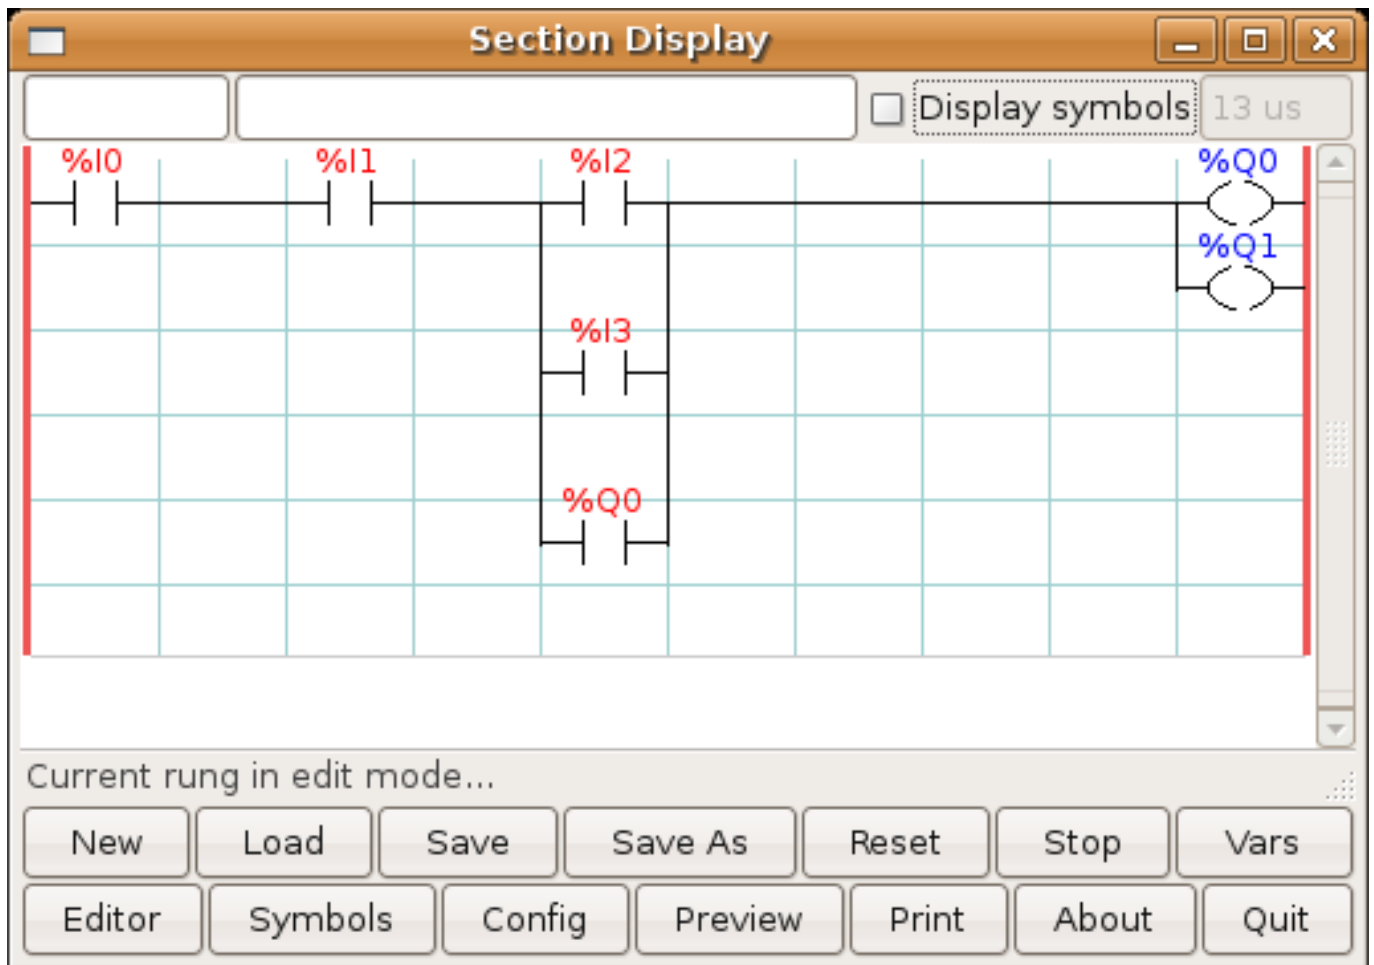 Section Display
Display symbols 13 us
%I0 %I1 %I2 %Q0
%Q1
%I3
%Q0
Current rung in edit mode...
New Load Save Save As Reset Stop Vars
Editor Symbols Config Preview Print About Quit